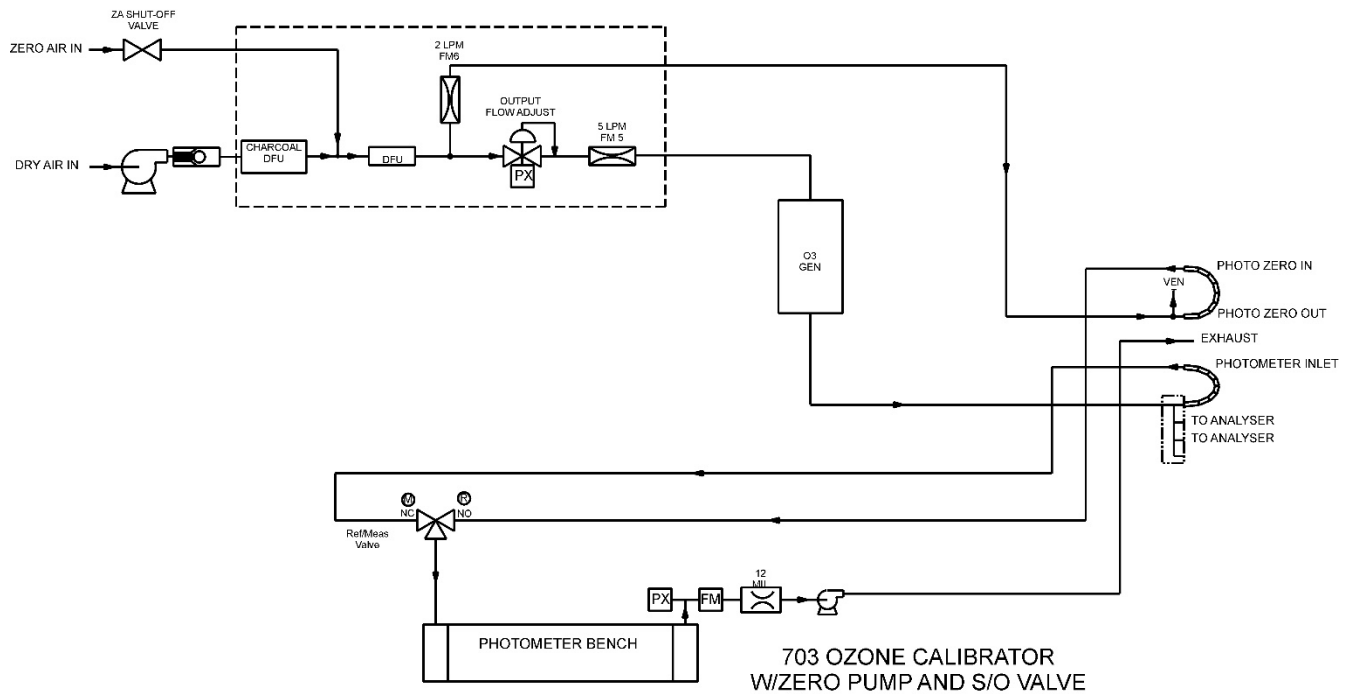 ZA SHUT-OFF
VALVE
ZERO AIR IN
DRY AIR IN
CHARCOAL
DFU
DFU
2 LPM
FM6
OUTPUT
FLOW ADJUST
PX
5 LPM
FM 5
O3
GEN
PHOTO ZERO IN
VEN
T
PHOTO ZERO OUT
EXHAUST
PHOTOMETER INLET
TO ANALYSER
TO ANALYSER
M
NC
R
NO
Ref/Meas
Valve
PX
FM
12
MIL
PHOTOMETER BENCH
703 OZONE CALIBRATOR
W/ZERO PUMP AND S/O VALVE